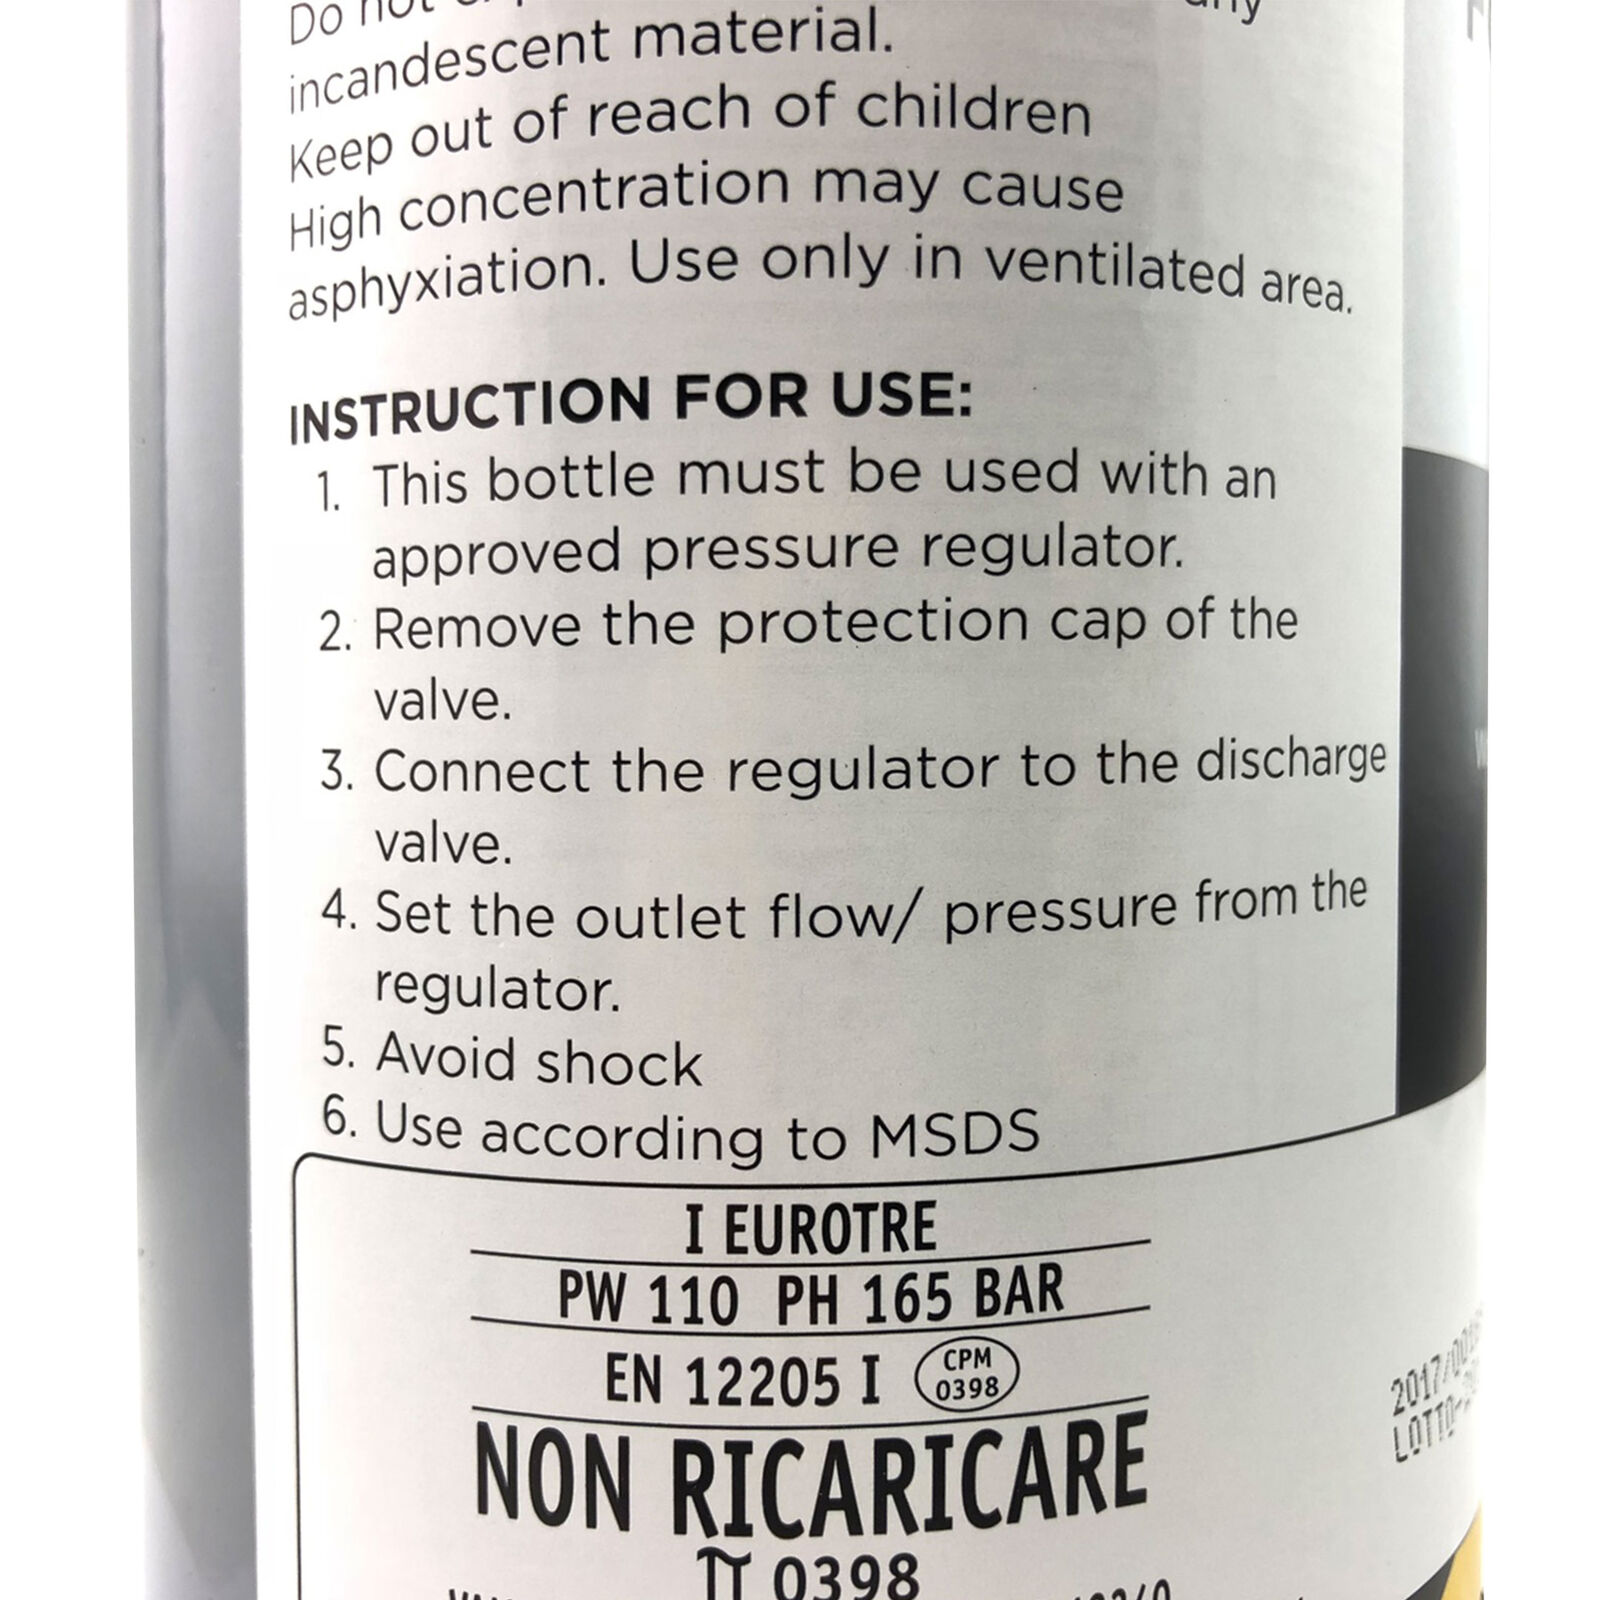 Do not
incandescent material.
Keep out of reach of children
High concentration may cause
asphyxiation. Use only in ventilated area.
INSTRUCTION FOR USE:
1. This bottle must be used with an
approved pressure regulator.
2. Remove the protection cap of the
valve.
3. Connect the regulator to the discharge
valve.
4. Set the outlet flow/ pressure from the
regulator.
5. Avoid shock
6. Use according to MSDS
I EUROTRE
PW 110 PH 165 BAR
EN 12205 I
CPM
0398
NON RICARICARE
π 0398